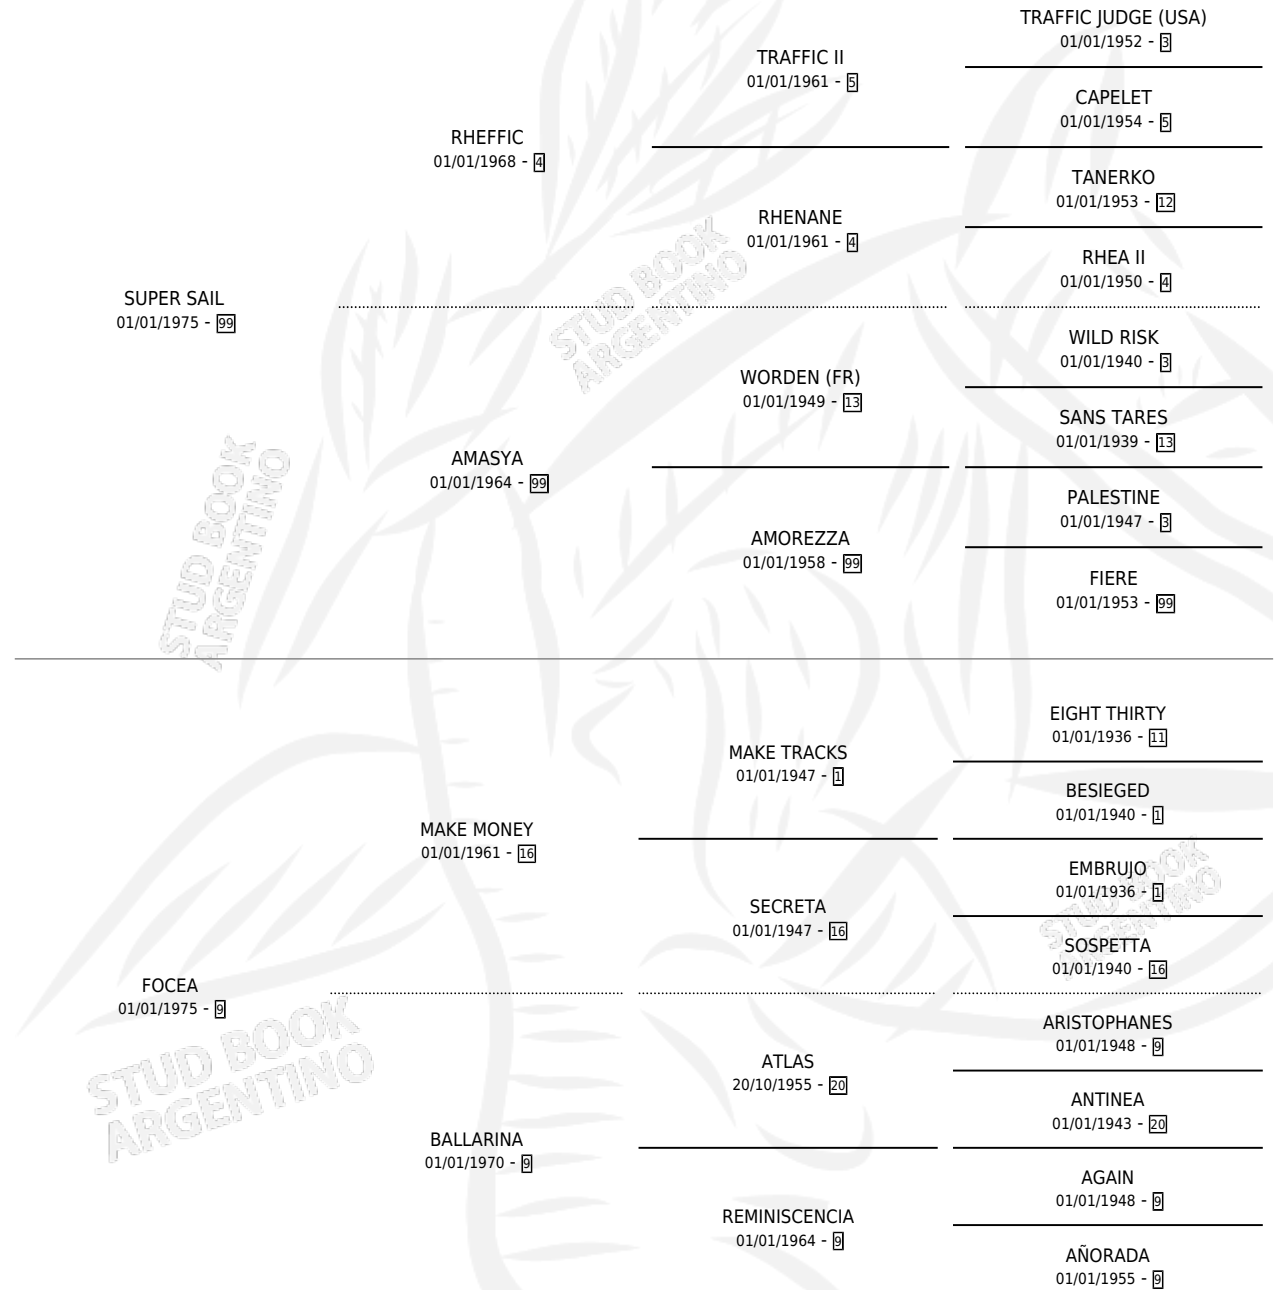 TRAFFIC JUDGE (USA)
01/01/1952 - 3
TRAFFIC II
01/01/1961 - 5
CAPELET
01/01/1954 - 5
RHEFFIC
01/01/1968 - 4
TANERKO
01/01/1953 - 12
RHENANE
01/01/1961 - 4
RHEA II
01/01/1950 - 4
SUPER SAIL
01/01/1975 - 99
WILD RISK
01/01/1940 - 3
WORDEN (FR)
01/01/1949 - 13
SANS TARES
01/01/1939 - 13
AMASYA
01/01/1964 - 99
PALESTINE
01/01/1947 - 3
AMOREZZA
01/01/1958 - 99
FIERE
01/01/1953 - 99
EIGHT THIRTY
01/01/1936 - 11
MAKE TRACKS
01/01/1947 - 1
BESIEGED
01/01/1940 - 1
MAKE MONEY
01/01/1961 - 16
EMBRUJO
01/01/1936 - 1
SECRETA
01/01/1947 - 16
SOSPETTA
01/01/1940 - 16
FOCEA
01/01/1975 - 9
ARISTOPHANES
01/01/1948 - 9
ATLAS
20/10/1955 - 20
ANTINEA
01/01/1943 - 20
BALLARINA
01/01/1970 - 9
AGAIN
01/01/1948 - 9
REMINISCENCIA
01/01/1964 - 9
AÑORADA
01/01/1955 - 9
STUD BOOK
ARGENTINO
STUD BOOK
ARGENTINO
STUD BOOK
ARGENTINO
STUD BOOK
ARGENTINO